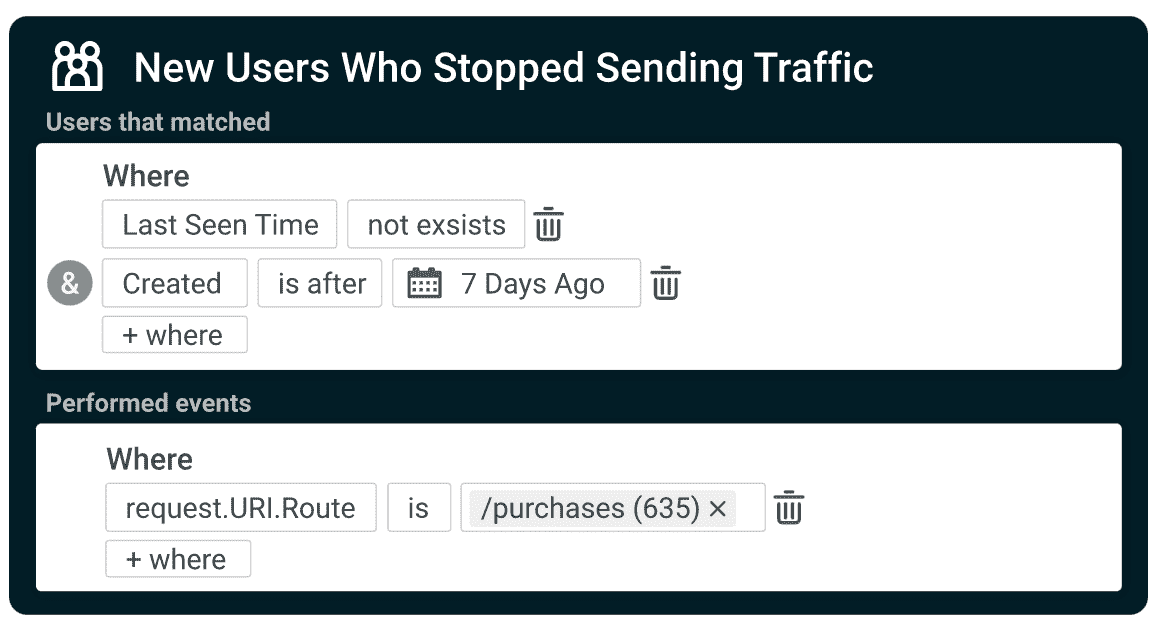 New Users Who Stopped Sending Traffic
Users that matched
Where
Last Seen Time not exsists
& Created is after 7 Days Ago
+ where
Performed events
Where
request.URI.Route is /purchases (635) ×
+ where